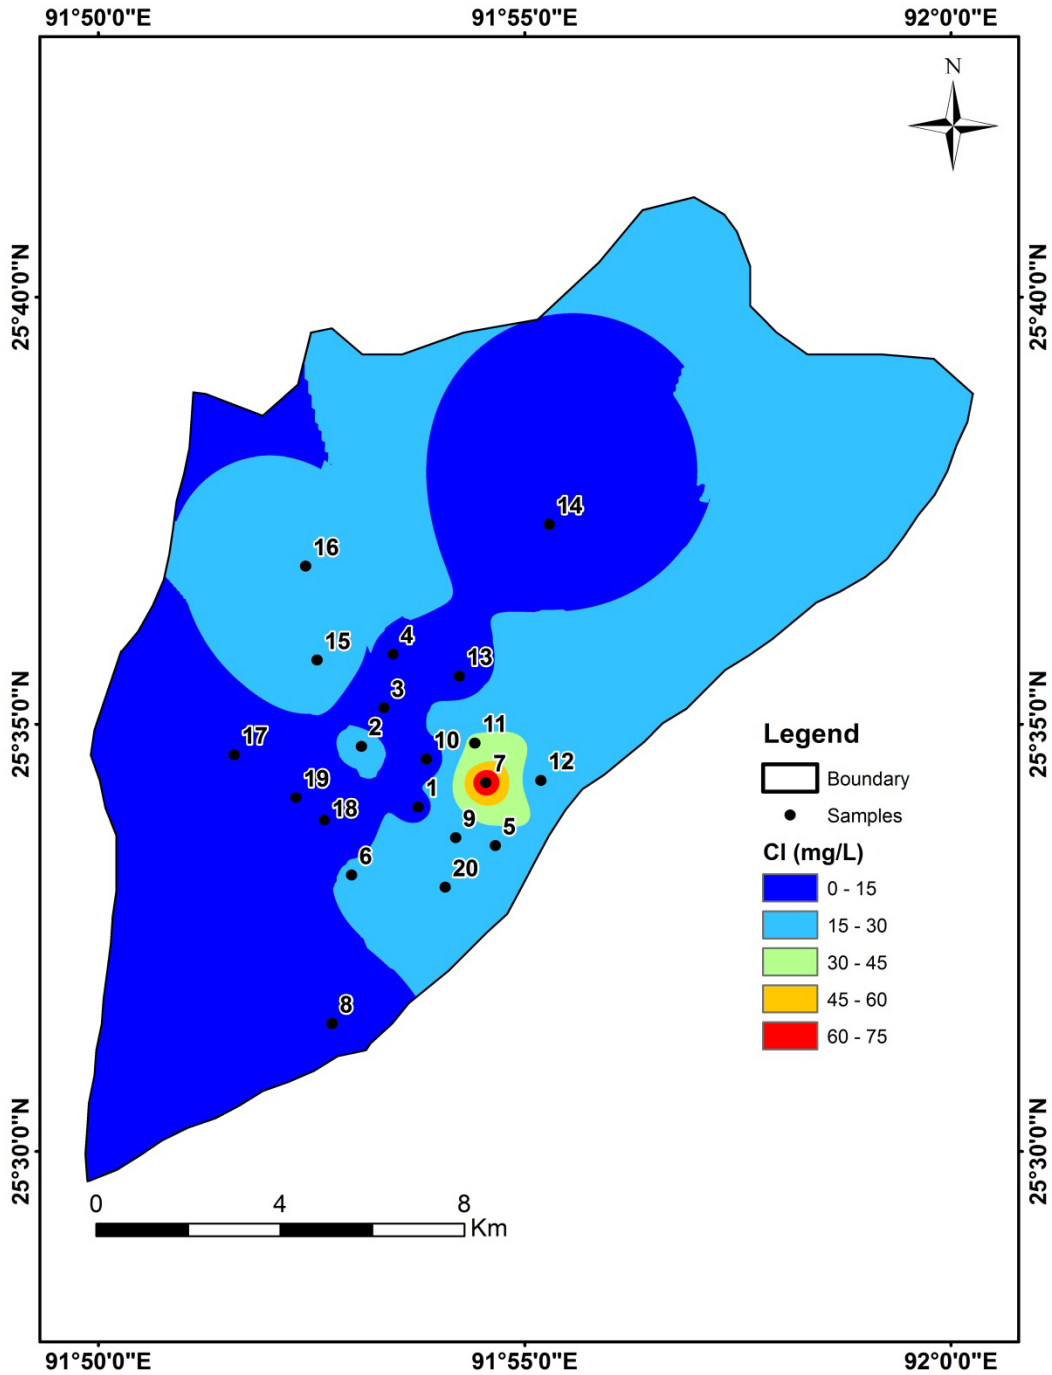 91°50'0"E 91°55'0"E 92°0'0"E
N
25°40'0"N 25°40'0"N
14
16
4
15
13
3
2
11
17
10
7
12
19
1
18
9
5
6
20
8
25°35'0"N 25°35'0"N
Legend
Boundary
Samples
Cl (mg/L)
0 - 15
15 - 30
30 - 45
45 - 60
60 - 75
25°30'0"N 25°30'0"N
0 4 8
Km
91°50'0"E 91°55'0"E 92°0'0"E